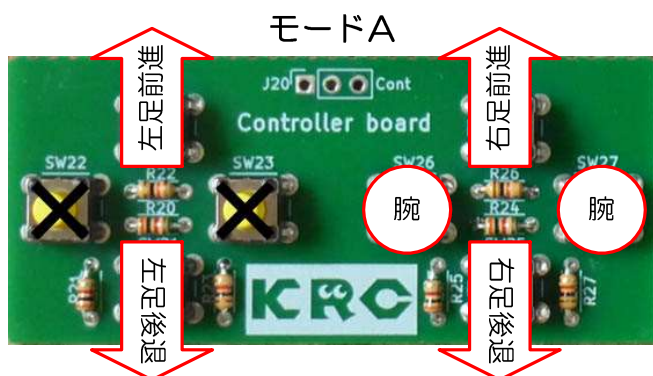 モードA
左足前進
右足前進
J20
Cont
Controller board
SW22
SW23
SW26
SW27
R22
R26
腕
腕
R20
R24
R21
R25
R27
左足後退
右足後退
KRC